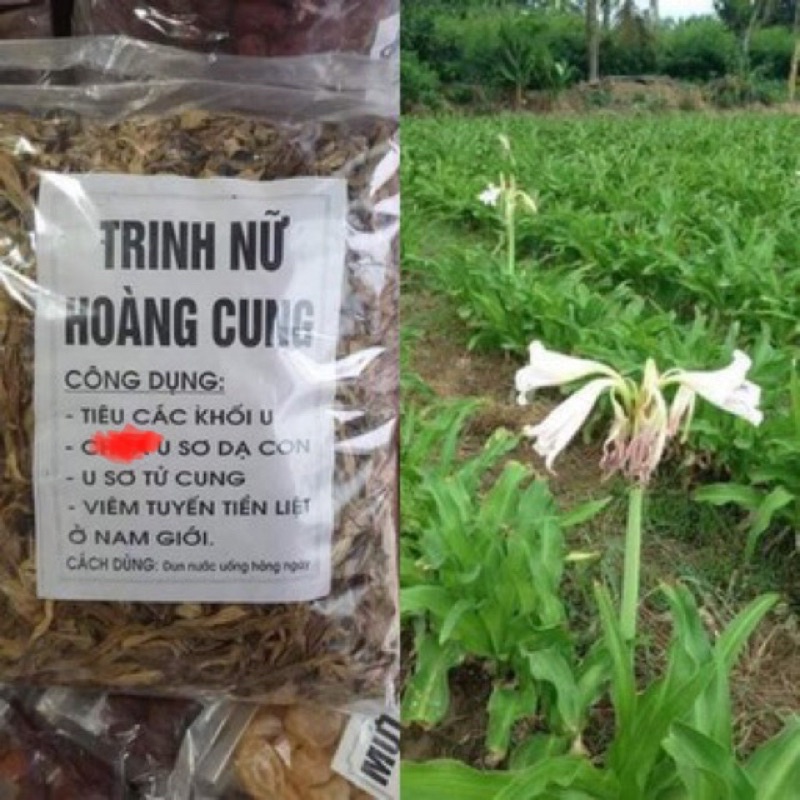 TRINH NỮ
HOÀNG CUNG
CÔNG DỤNG:
- TIÊU CÁC KHỐI U
- U SƠ DẠ CON
- U SƠ TỬ CUNG
- VIÊM TUYẾN TIỀN LIỆT
Ở NAM GIỚI.
CÁCH DÙNG: Đun nước uống hàng ngày
MỨT